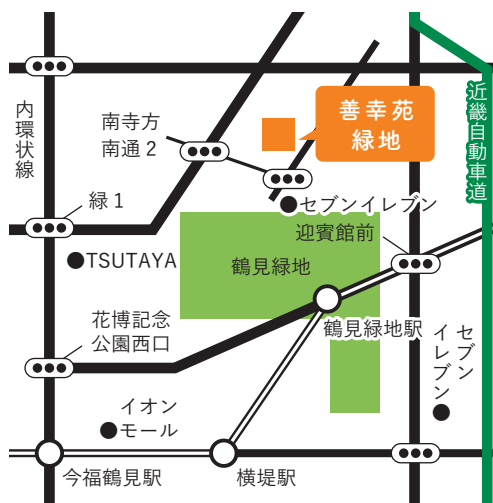 内環状線
近畿自動車道
善幸苑
緑地
南寺方
南通2
緑1
セブンイレブン
迎賓館前
TSUTAYA
鶴見緑地
花博記念
公園西口
鶴見緑地駅
セブン
イレブン
イオン
モール
今福鶴見駅
横堤駅